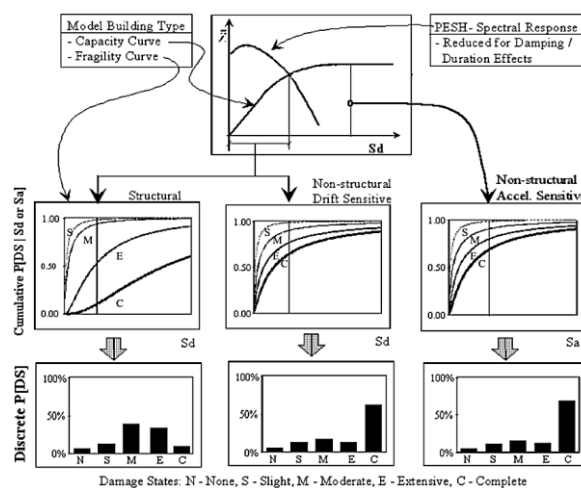 Model Building Type
- Capacity Curve
- Fragility Curve
Sa
Sd
PESH- Spectral Response
- Reduced for Damping /
Duration Effects
Structural
Non-structural
Drift Sensitive
Non-structural
Accel. Sensitive
Cumulative P[DS | Sd or Sa]
1.00
0.50
0.00
S
M
E
C
Sd
1.00
0.50
0.00
S
M
E
C
Sd
1.00
0.50
0.00
S
M
E
C
Sa
Discrete P[DS]
100%
50%
0%
N S M E C
100%
50%
0%
N S M E C
100%
50%
0%
N S M E C
Damage States: N - None, S - Slight, M - Moderate, E - Extensive, C - Complete